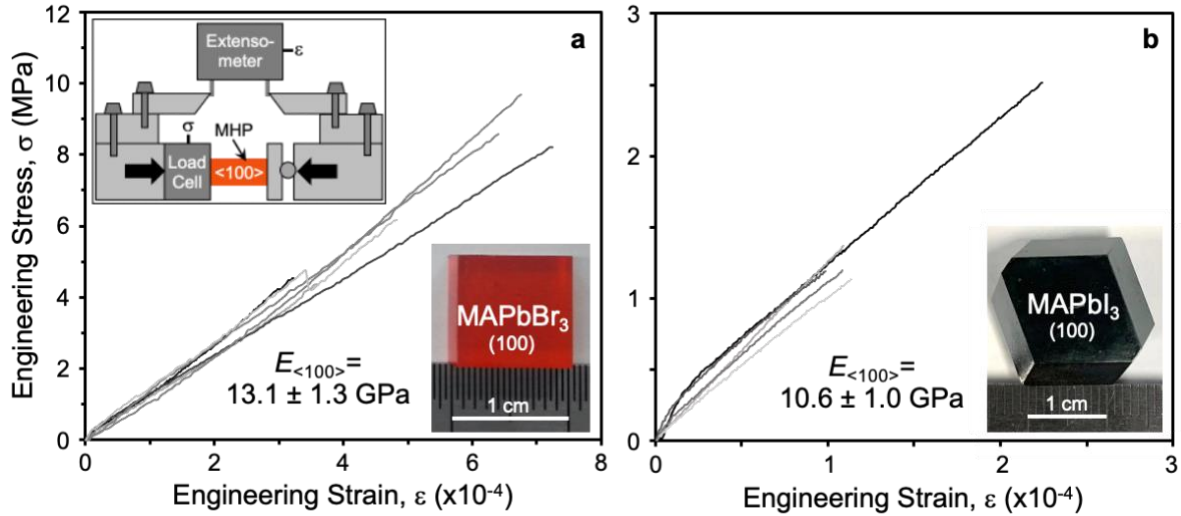 12
10
8
6
4
2
0
Engineering Stress, σ (MPa)
a
Extenso-
meter
ε
σ
MHP
Load
Cell
<100>
MAPbBr₃
(100)
1 cm
E<100>=
13.1 ± 1.3 GPa
0
2
4
6
8
Engineering Strain, ε (x10⁻⁴)
3
2
1
0
b
MAPbI₃
(100)
1 cm
E<100>=
10.6 ± 1.0 GPa
0
1
2
3
Engineering Strain, ε (x10⁻⁴)